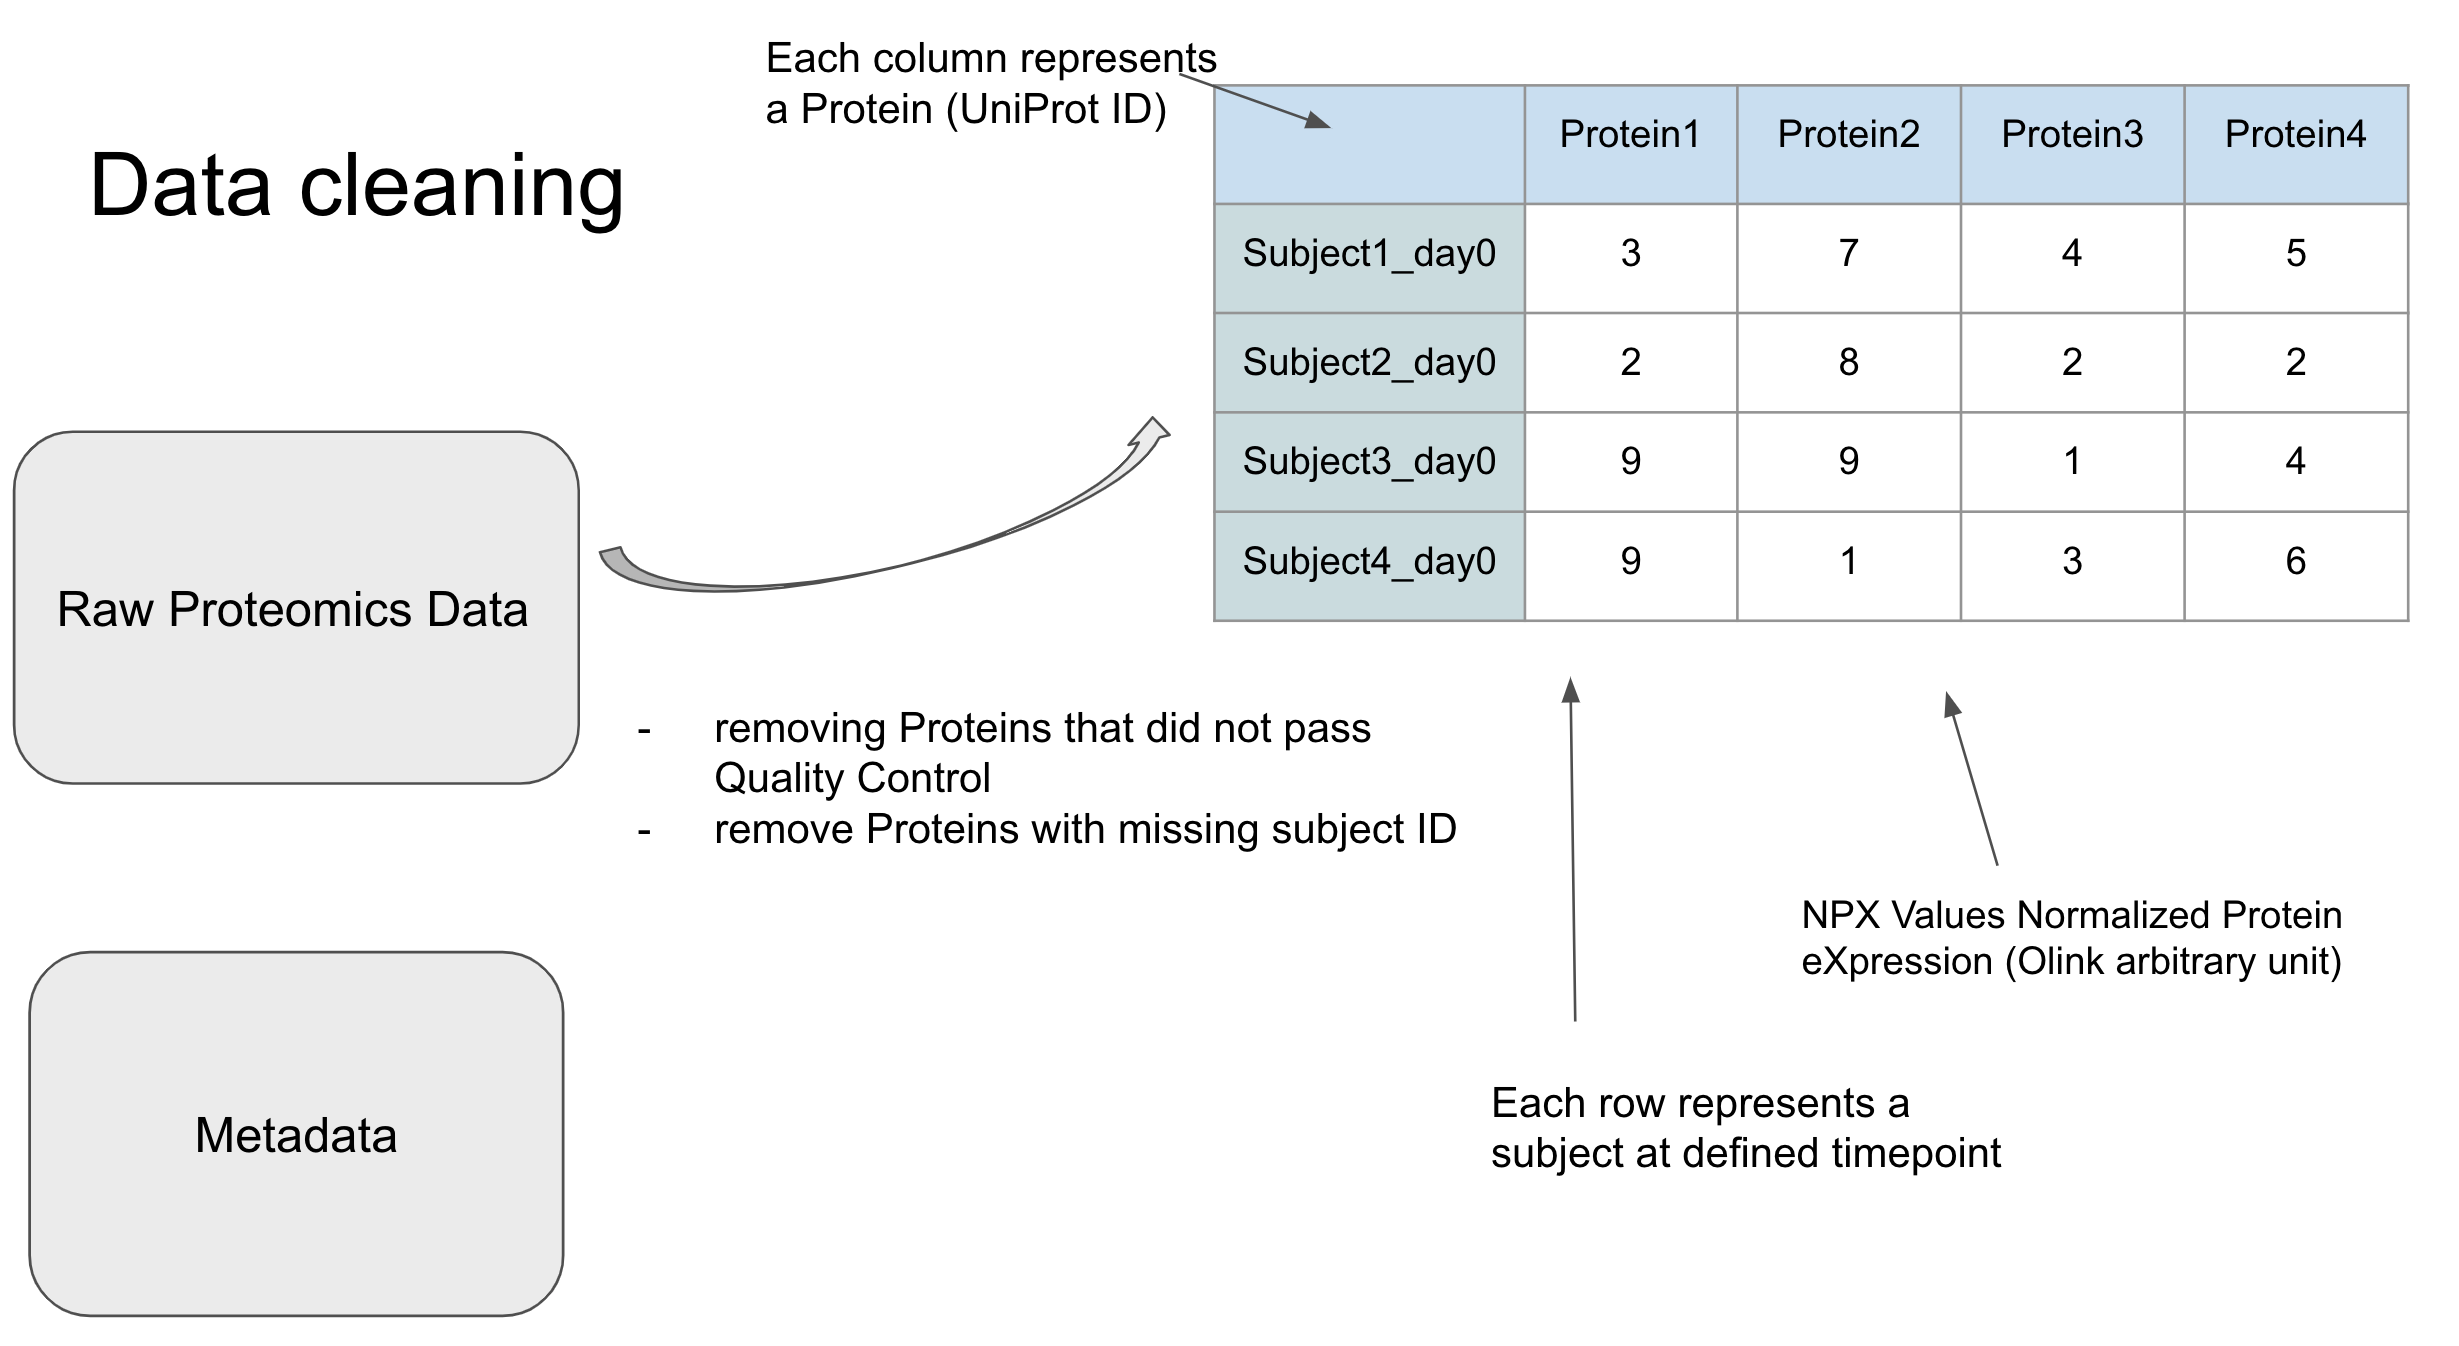 Each column represents
a Protein (UniProt ID)
Data cleaning
Protein1 Protein2 Protein3 Protein4
Subject1_day0 3 7 4 5
Subject2_day0 2 8 2 2
Subject3_day0 9 9 1 4
Subject4_day0 9 1 3 6
Raw Proteomics Data
- removing Proteins that did not pass
Quality Control
- remove Proteins with missing subject ID
NPX Values Normalized Protein
eXpression (Olink arbitrary unit)
Metadata
Each row represents a
subject at defined timepoint